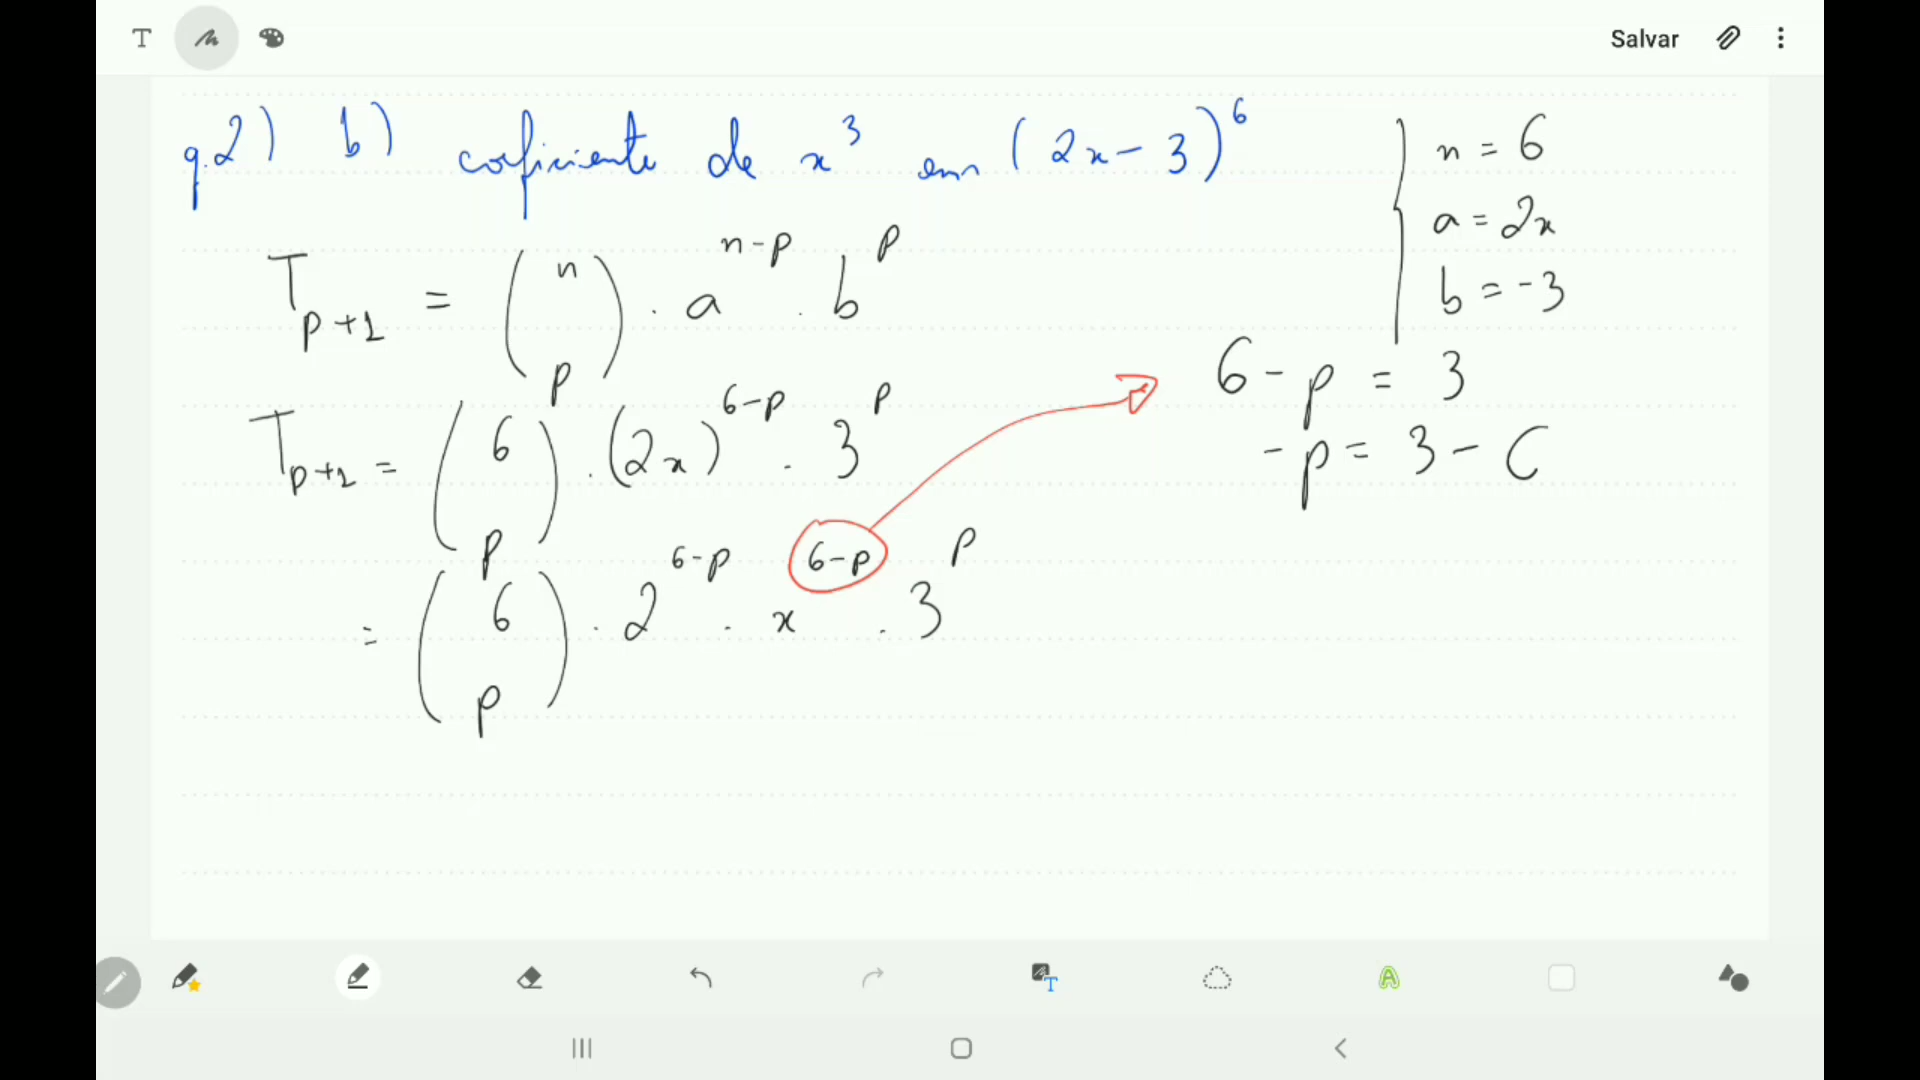 T
Salvar
q.2) b) coeficiente de x³ em (2x - 3)⁶
{ n = 6
a = 2x
b = -3
T_{p+1} = (n p) . a^{n-p} . b^p
T_{p+1} = (6 p) . (2x)^{6-p} . 3^p
= (6 p) . 2^{6-p} . x^{6-p} . 3^p
6 - p = 3
- p = 3 - C
T
A